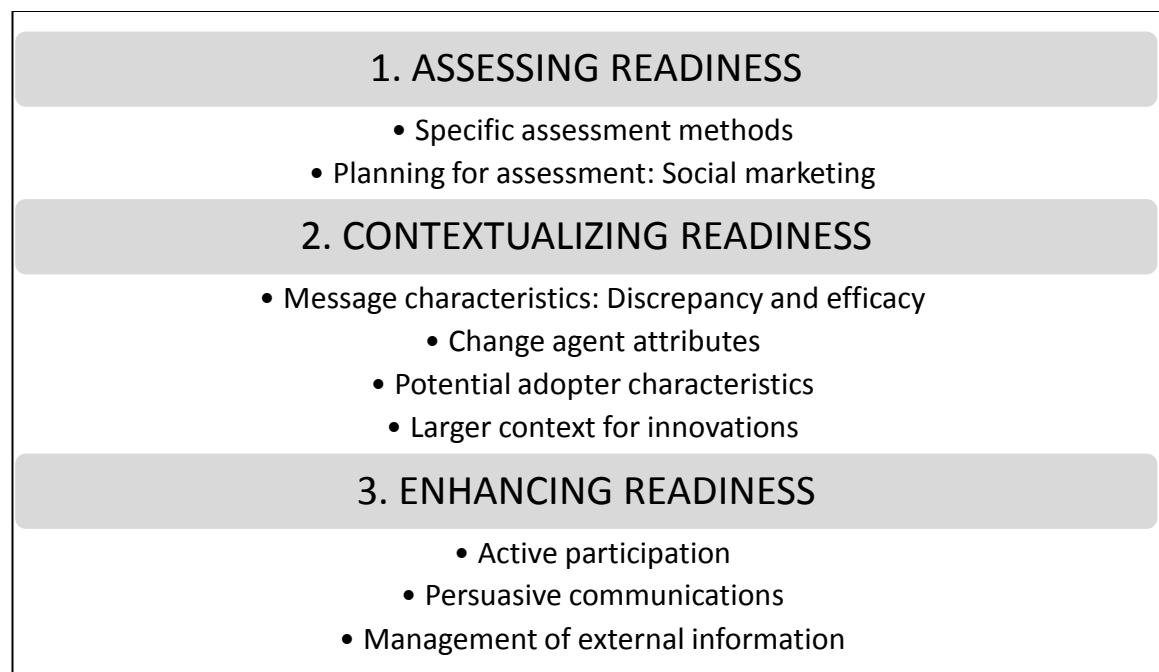 1. ASSESSING READINESS
• Specific assessment methods
• Planning for assessment: Social marketing
2. CONTEXTUALIZING READINESS
• Message characteristics: Discrepancy and efficacy
• Change agent attributes
• Potential adopter characteristics
• Larger context for innovations
3. ENHANCING READINESS
• Active participation
• Persuasive communications
• Management of external information